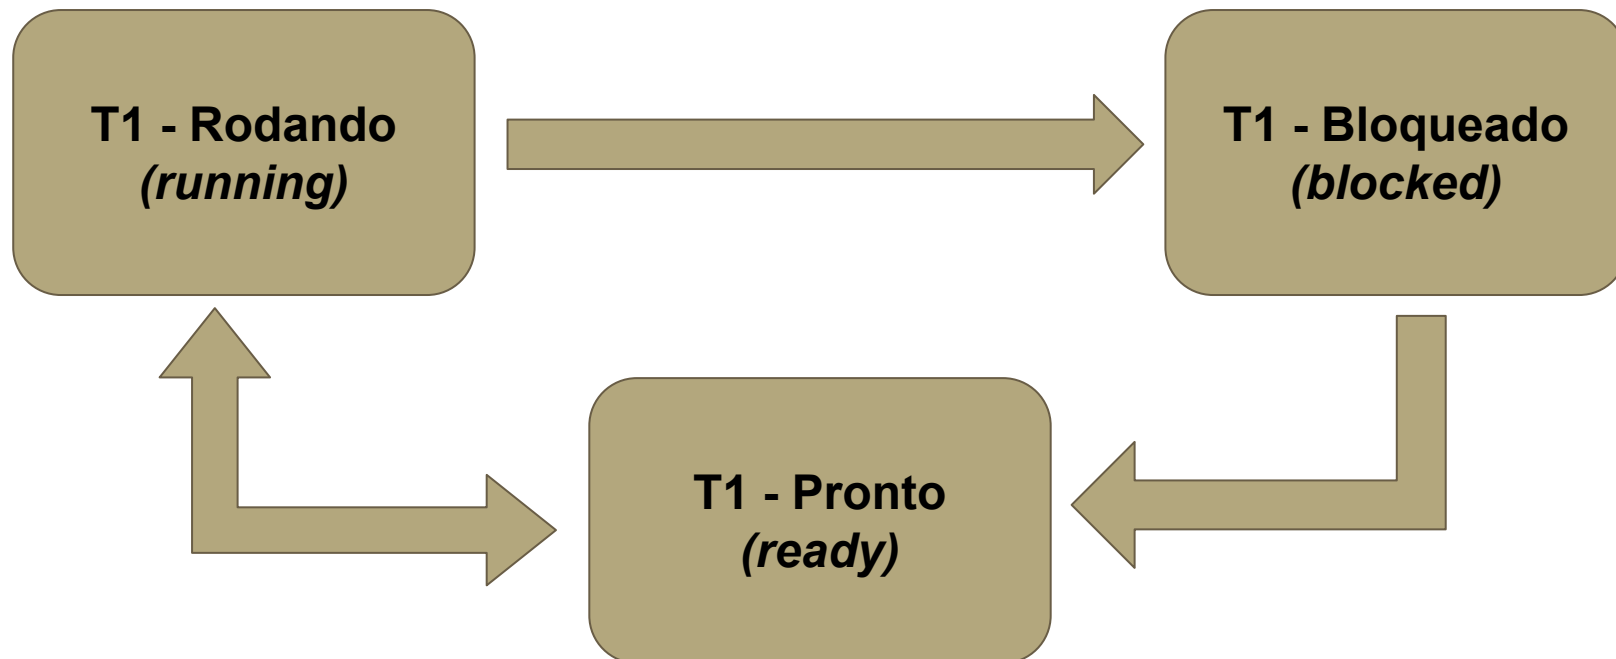 T1 - Rodando
(running)
T1 - Bloqueado
(blocked)
T1 - Pronto
(ready)